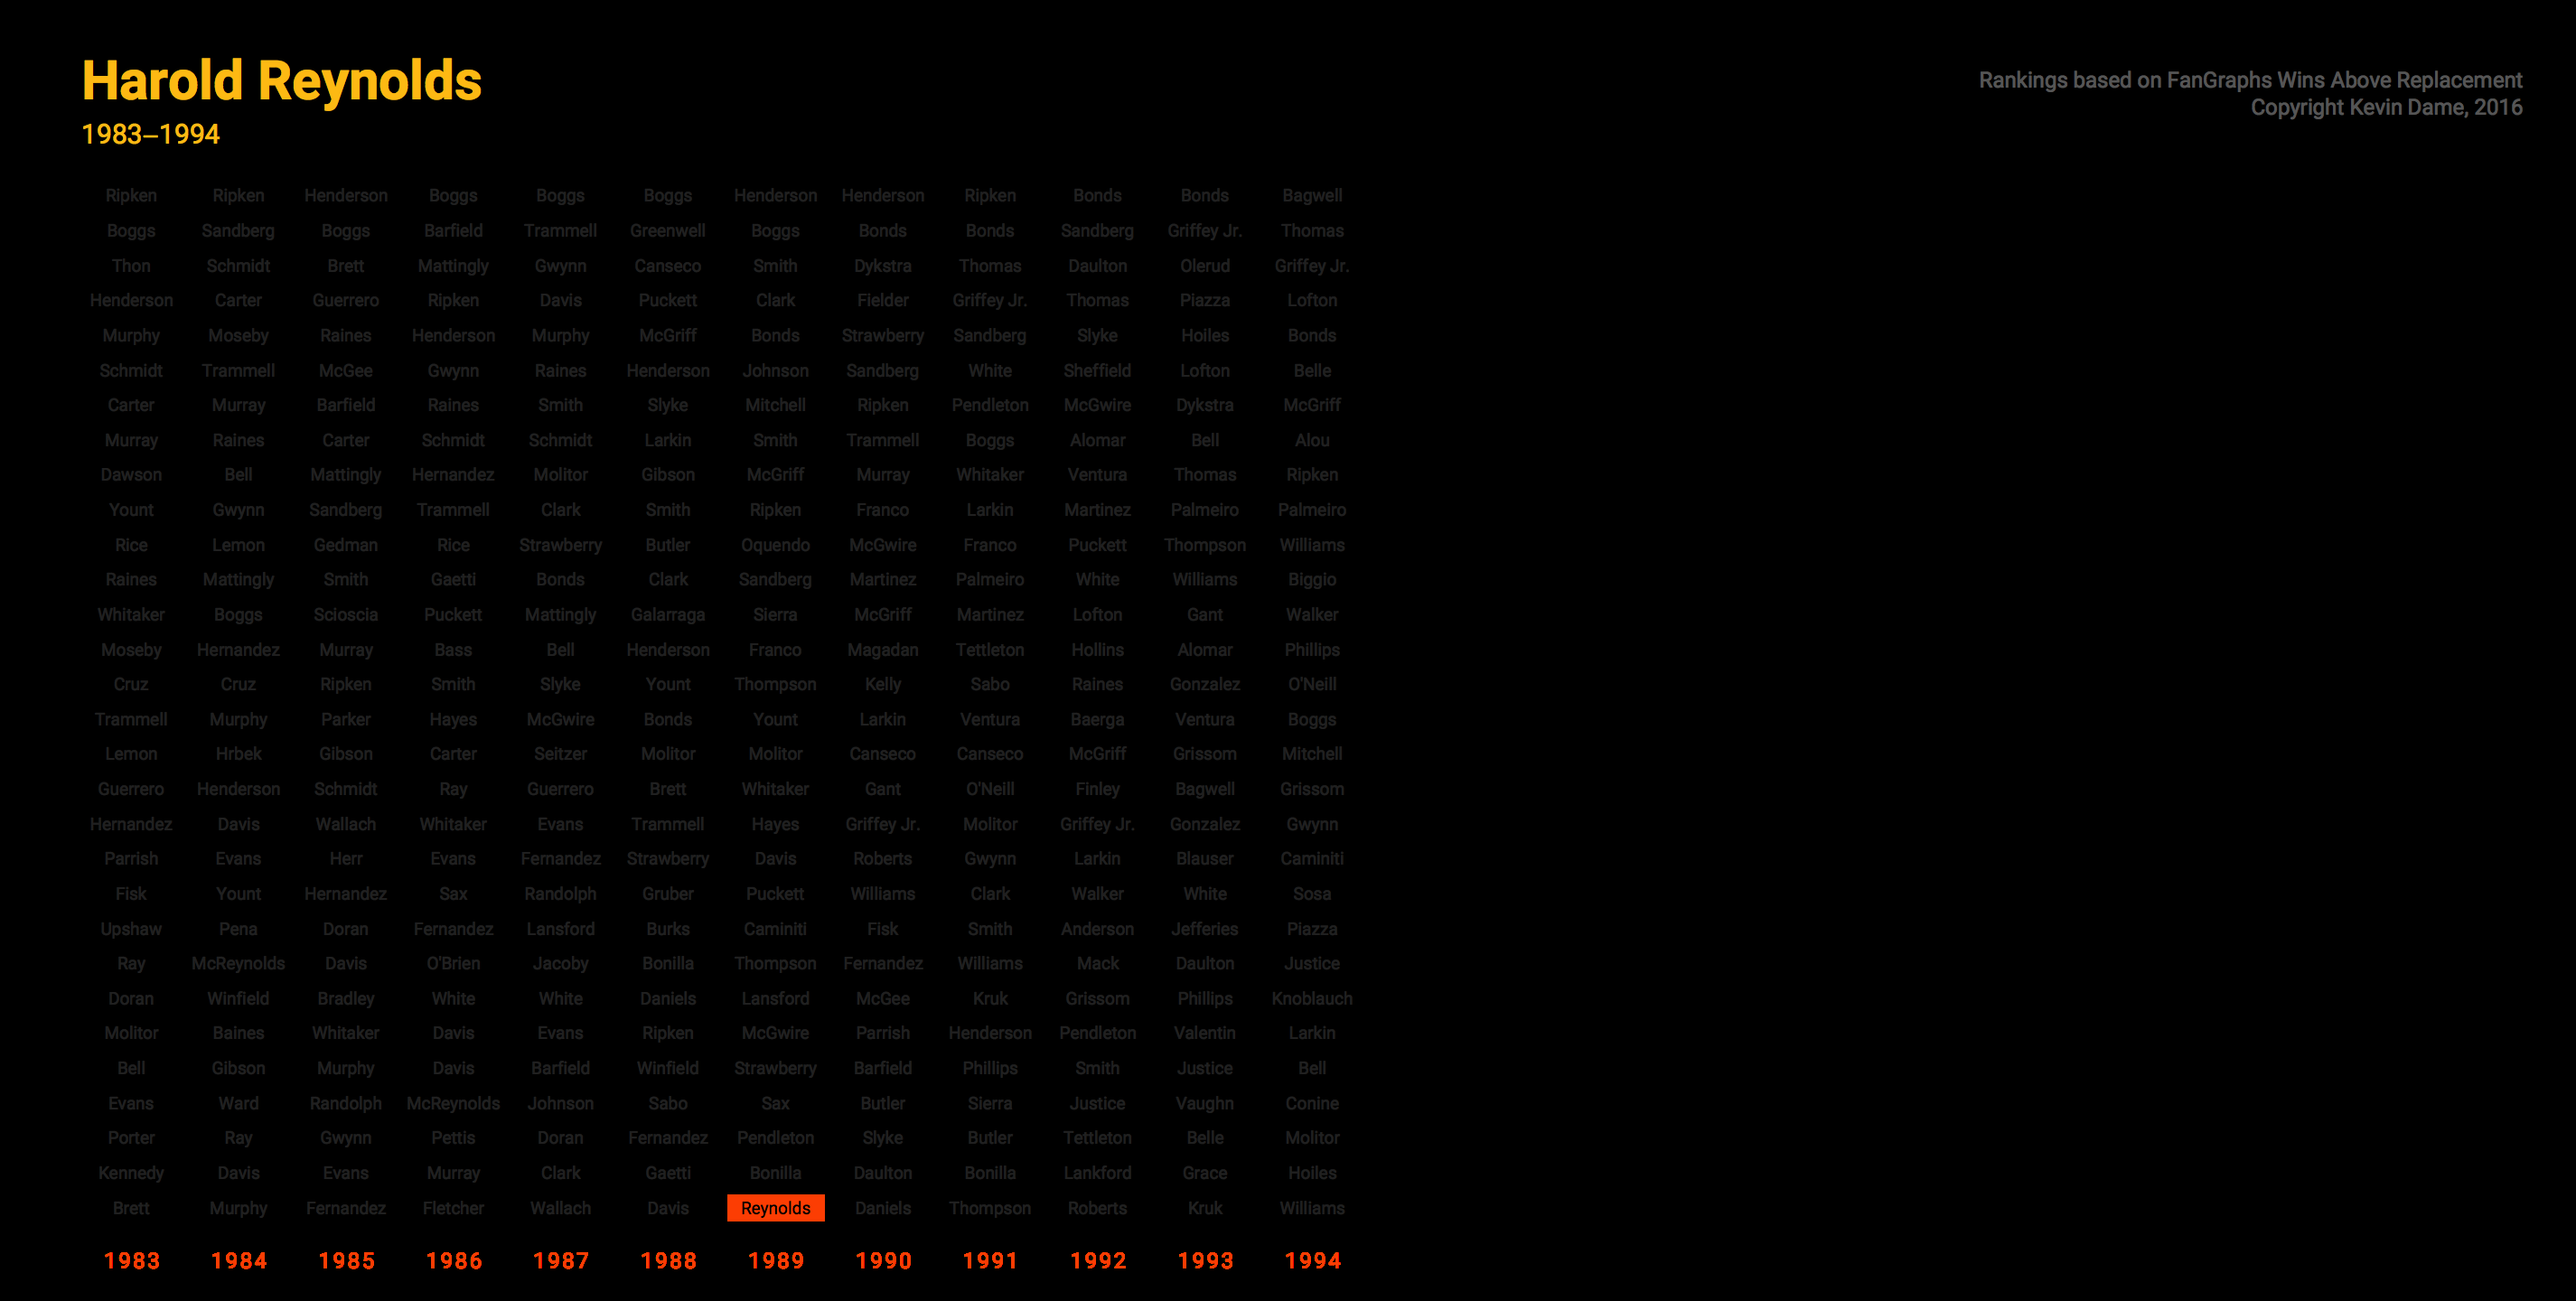 Harold Reynolds
1983–1994
Rankings based on FanGraphs Wins Above Replacement
Copyright Kevin Dame, 2016
Ripken Ripken Henderson Boggs Boggs Boggs Henderson Henderson Ripken Bonds Bonds Bagwell
Boggs Sandberg Boggs Barfield Trammell Greenwell Boggs Bonds Bonds Sandberg Griffey Jr. Thomas
Thon Schmidt Brett Mattingly Gwynn Canseco Smith Dykstra Thomas Daulton Olerud Griffey Jr.
Henderson Carter Guerrero Ripken Davis Puckett Clark Fielder Griffey Jr. Thomas Piazza Lofton
Murphy Moseby Raines Henderson Murphy McGriff Bonds Strawberry Sandberg Slyke Hoiles Bonds
Schmidt Trammell McGee Gwynn Raines Henderson Johnson Sandberg White Sheffield Lofton Belle
Carter Murray Barfield Raines Smith Slyke Mitchell Ripken Pendleton McGwire Dykstra McGriff
Murray Raines Carter Schmidt Schmidt Larkin Smith Trammell Boggs Alomar Bell Alou
Dawson Bell Mattingly Hernandez Molitor Gibson McGriff Murray Whitaker Ventura Thomas Ripken
Yount Gwynn Sandberg Trammell Clark Smith Ripken Franco Larkin Martinez Palmeiro Palmeiro
Rice Lemon Gedman Rice Strawberry Butler Oquendo McGwire Franco Puckett Thompson Williams
Raines Mattingly Smith Gaetti Bonds Clark Sandberg Martinez Palmeiro White Williams Biggio
Whitaker Boggs Scioscia Puckett Mattingly Galarraga Sierra McGriff Martinez Lofton Gant Walker
Moseby Hernandez Murray Bass Bell Henderson Franco Magadan Tettleton Hollins Alomar Phillips
Cruz Cruz Ripken Smith Slyke Yount Thompson Kelly Sabo Raines Gonzalez O'Neill
Trammell Murphy Parker Hayes McGwire Bonds Yount Larkin Ventura Baerga Ventura Boggs
Lemon Hrbek Gibson Carter Seitzer Molitor Molitor Canseco Canseco McGriff Grissom Mitchell
Guerrero Henderson Schmidt Ray Guerrero Brett Whitaker Gant O'Neill Finley Bagwell Grissom
Hernandez Davis Wallach Whitaker Evans Trammell Hayes Griffey Jr. Molitor Griffey Jr. Gonzalez Gwynn
Parrish Evans Herr Evans Fernandez Strawberry Davis Roberts Gwynn Larkin Blauser Caminiti
Fisk Yount Hernandez Sax Randolph Gruber Puckett Williams Clark Walker White Sosa
Upshaw Pena Doran Fernandez Lansford Burks Caminiti Fisk Smith Anderson Jefferies Piazza
Ray McReynolds Davis O'Brien Jacoby Bonilla Thompson Fernandez Williams Mack Daulton Justice
Doran Winfield Bradley White White Daniels Lansford McGee Kruk Grissom Phillips Knoblauch
Molitor Baines Whitaker Davis Evans Ripken McGwire Parrish Henderson Pendleton Valentin Larkin
Bell Gibson Murphy Davis Barfield Winfield Strawberry Barfield Phillips Smith Justice Bell
Evans Ward Randolph McReynolds Johnson Sabo Sax Butler Sierra Justice Vaughn Conine
Porter Ray Gwynn Pettis Doran Fernandez Pendleton Slyke Butler Tettleton Belle Molitor
Kennedy Davis Evans Murray Clark Gaetti Bonilla Daulton Bonilla Lankford Grace Hoiles
Brett Murphy Fernandez Fletcher Wallach Davis Reynolds Daniels Thompson Roberts Kruk Williams
1983 1984 1985 1986 1987 1988 1989 1990 1991 1992 1993 1994